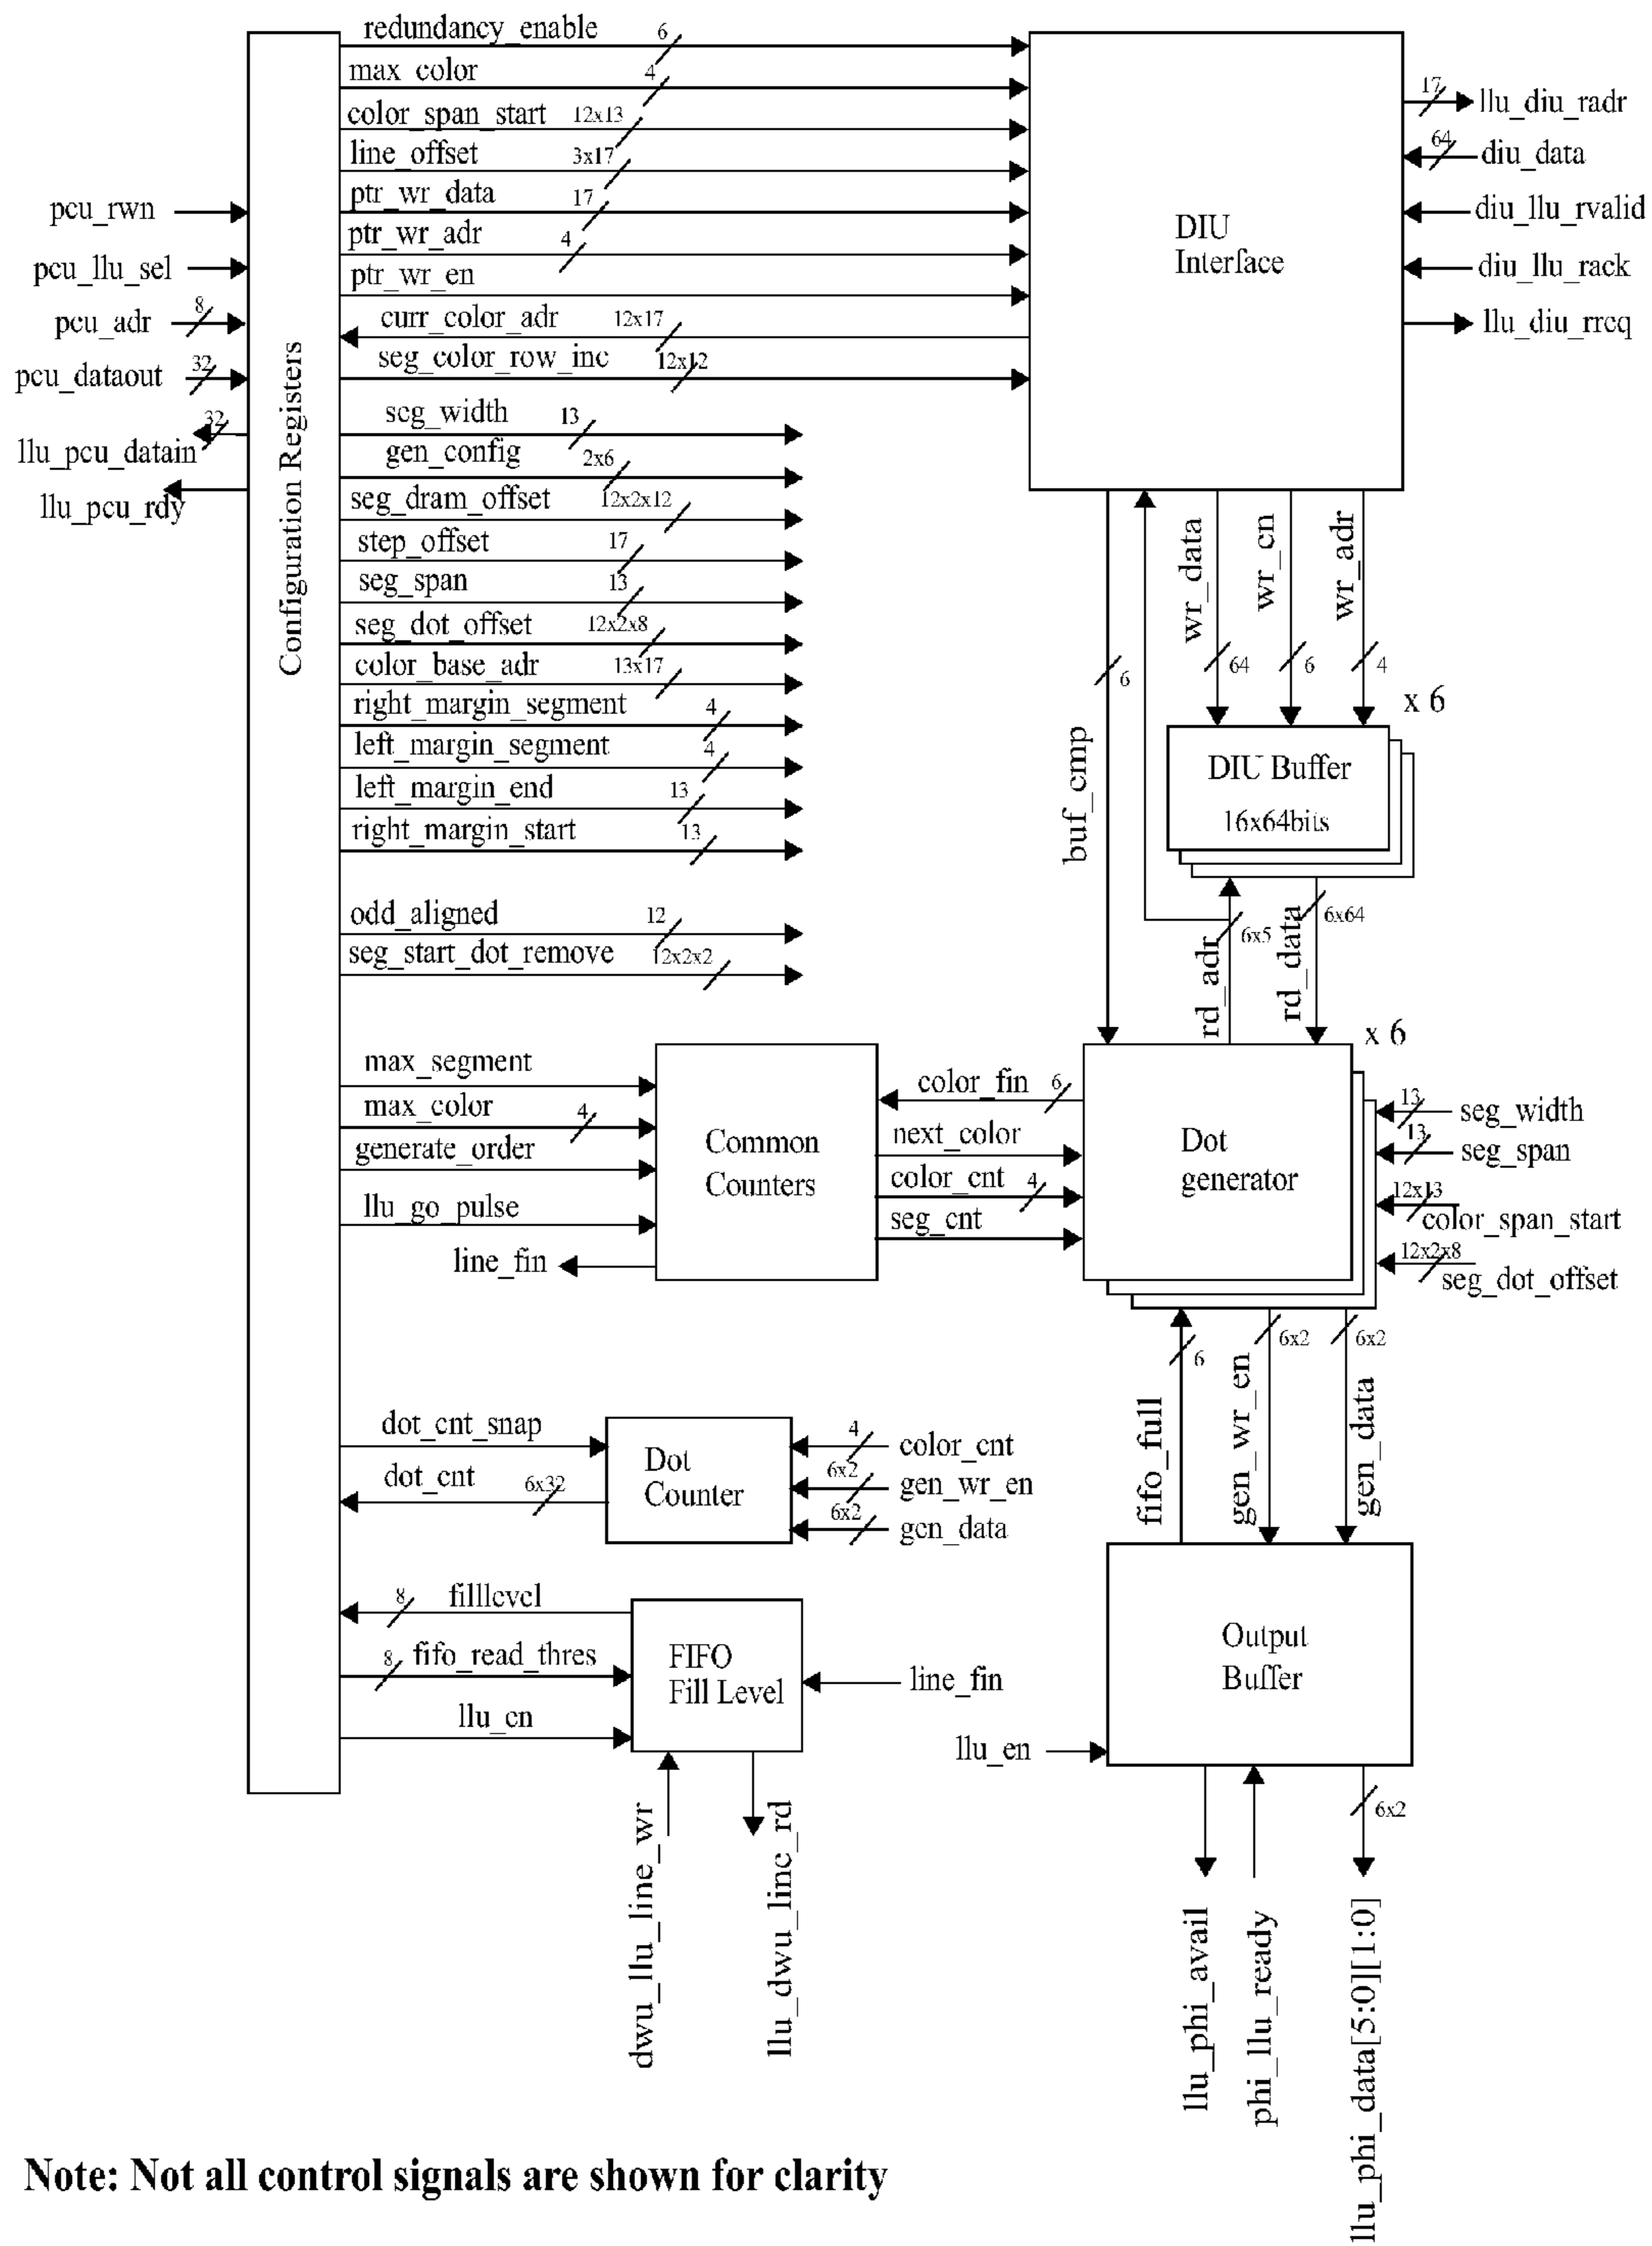 redundancy_enable 6
max_color 4
color_span_start 12x13
line_offset 3x17
ptr_wr_data 17
ptr_wr_adr 4
ptr_wr_en
curr_color_adr 12x17
seg_color_row_inc 12x12
seg_width 13
gen_config 2x6
seg_dram_offset 12x2x12
step_offset 17
seg_span 13
seg_dot_offset 12x2x8
color_base_adr 13x17
right_margin_segment 4
left_margin_segment 4
left_margin_end 13
right_margin_start 13
odd_aligned 12
seg_start_dot_remove 12x2x2
pcu_rwn
pcu_llu_sel
pcu_adr 8
pcu_dataout 32
llu_pcu_datain 32
llu_pcu_rdy
Configuration Registers
DIU
Interface
17 llu_diu_radr
64 diu_data
diu_llu_rvalid
diu_llu_rack
llu_diu_rreq
buf_cmp 6
wr_data 64
wr_en 6
wr_adr 4
x 6
DIU Buffer
16x64bits
rd_adr 6x5
rd_data 6x64
x 6
max_segment
max_color 4
generate_order
llu_go_pulse
line_fin
Common
Counters
color_fin 6
next_color
color_cnt 4
seg_cnt
Dot
generator
13 seg_width
13 seg_span
12x13
color_span_start
12x2x8
seg_dot_offset
fifo_full 6
gen_wr_en 6x2
gen_data 6x2
dot_cnt_snap
dot_cnt 6x32
Dot
Counter
4 color_cnt
6x2 gen_wr_en
6x2 gen_data
8 filllevel
8 fifo_read_thres
llu_en
FIFO
Fill Level
line_fin
dwu_llu_line_wr
llu_dwu_line_rd
Output
Buffer
llu_en
6x2
llu_phi_avail
phi_llu_ready
llu_phi_data[5:0][1:0]
Note: Not all control signals are shown for clarity